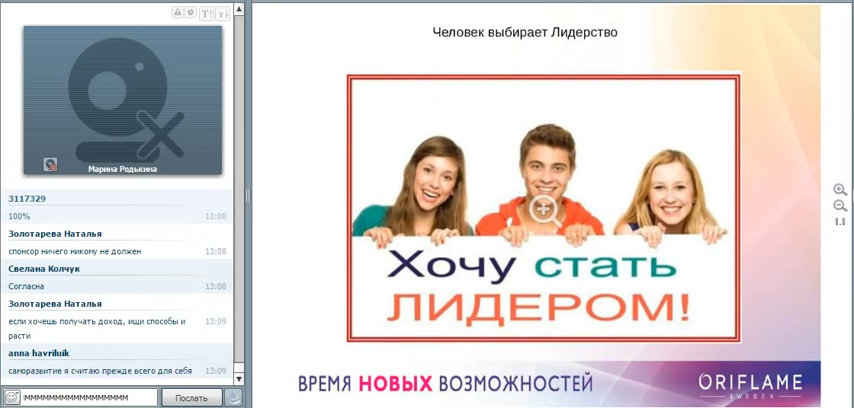 Марина Родькина
3117329
100% 13:08
Золотарева Наталья
спонсор ничего никому не должен 13:08
Свелана Колчук
Согласна 13:08
Золотарева Наталья
если хочешь получать доход, ищи способы и 13:09
расти
anna havriluik
саморазвитие я считаю прежде всего для себя 13:09
Послать
Человек выбирает Лидерство
Хочу стать
ЛИДЕРОМ!
ВРЕМЯ НОВЫХ ВОЗМОЖНОСТЕЙ
ORIFLAME
SWEDEN
1:1